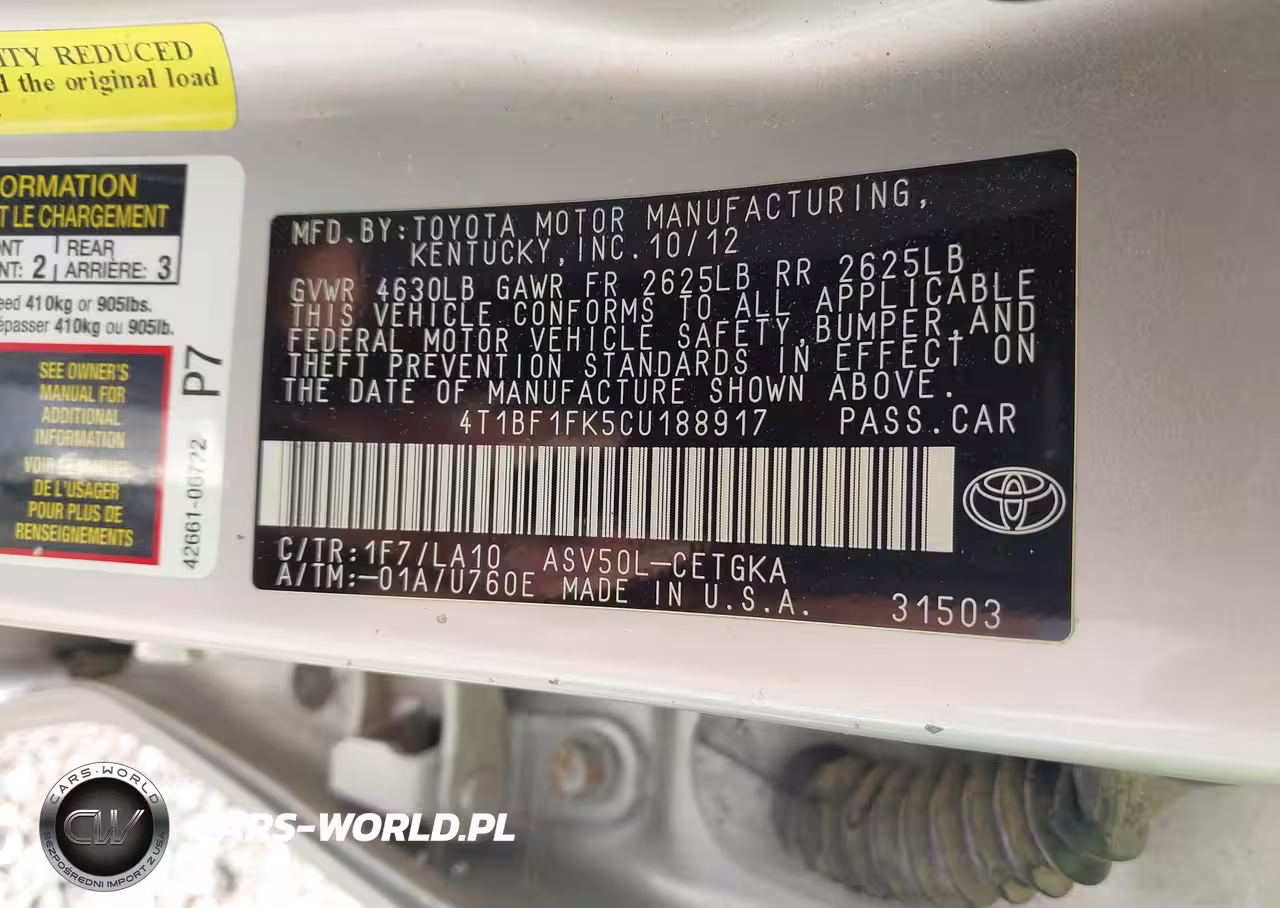 ITY REDUCED
d the original load
ORMATION
T LE CHARGEMENT
REAR
NT: 2 ARRIÈRE: 3
eed 410kg or 905lbs.
épasser 410kg ou 905lb.
SEE OWNER'S
MANUAL FOR
ADDITIONAL
INFORMATION
VOIR LE MANUEL
DE L'USAGER
POUR PLUS DE
RENSEIGNEMENTS
P7
42661-06722
MFD.BY:TOYOTA MOTOR MANUFACTURING,
KENTUCKY,INC.10/12
GVWR 4630LB GAWR FR 2625LB RR 2625LB
THIS VEHICLE CONFORMS TO ALL APPLICABLE
FEDERAL MOTOR VEHICLE SAFETY,BUMPER,AND
THEFT PREVENTION STANDARDS IN EFFECT ON
THE DATE OF MANUFACTURE SHOWN ABOVE.
4T1BF1FK5CU188917 PASS.CAR
C/TR:1F7/LA10 ASV50L-CETGKA
A/TM:-01A/U760E MADE IN U.S.A. 31503
CARS-WORLD
CW
BEZPOŚREDNI IMPORT Z USA
CARS-WORLD.PL